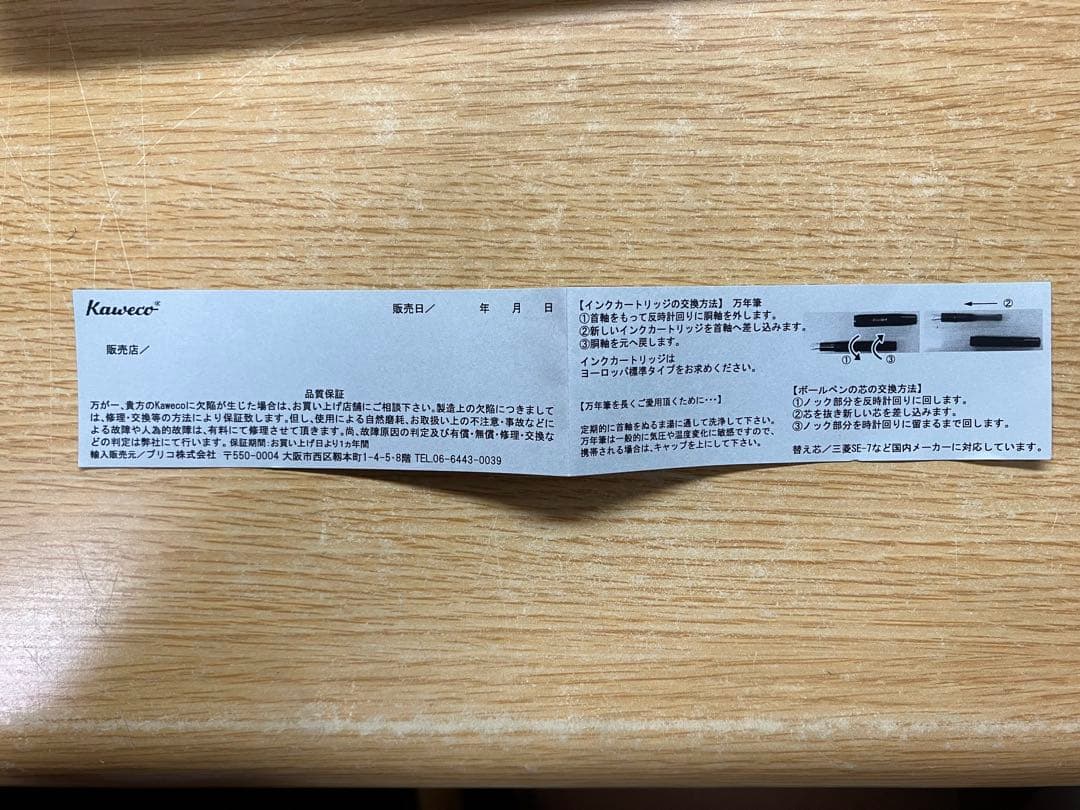 Kaweco
販売日／　年　月　日
販売店／
品質保証
万が一、貴方のKawecoに欠陥が生じた場合は、お買い上げ店舗にご相談下さい。製造上の欠陥につきまして
は、修理・交換等の方法により保証致します。但し、使用による自然磨耗、お取扱い上の不注意・事故などに
よる故障や人為的故障は、有料にて修理させて頂きます。尚、故障原因の判定及び有償・無償・修理・交換な
どの判定は弊社にて行います。保証期間：お買い上げ日より1ヵ年間
輸入販売元／プリコ株式会社　〒550-0004 大阪市西区靱本町1-4-5-8階 TEL.06-6443-0039
【インクカートリッジの交換方法】 万年筆
①首軸をもって反時計回りに胴軸を外します。
②新しいインクカートリッジを首軸へ差し込みます。
③胴軸を元へ戻します。
インクカートリッジは
ヨーロッパ標準タイプをお求めください。
【万年筆を長くご愛用頂くために･･･】
定期的に首軸をぬるま湯に通して洗浄して下さい。
万年筆は一般的に気圧や温度変化に敏感ですので、
携帯される場合は、キャップを上にして下さい。
②
①
③
【ボールペンの芯の交換方法】
①ノック部分を反時計回りに回します。
②芯を抜き新しい芯を差し込みます。
③ノック部分を時計回りに留まるまで回します。
替え芯／三菱SE-7など国内メーカーに対応しています。